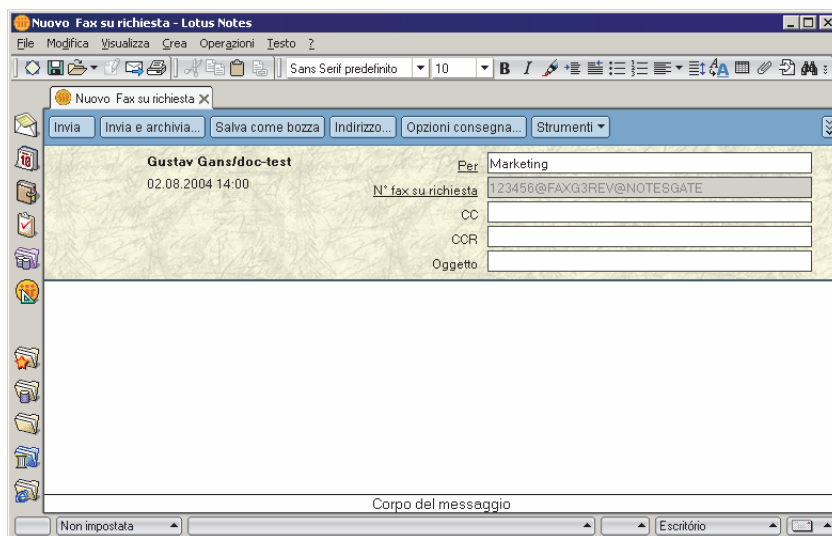 Nuovo Fax su richiesta - Lotus Notes
File Modifica Visualizza Crea Operazioni Testo ?
Sans Serif predefinito 10 B I
Nuovo Fax su richiesta
Invia Invia e archivia... Salva come bozza Indirizzo... Opzioni consegna... Strumenti
Gustav Gans/doc-test Per Marketing
02.08.2004 14:00 N° fax su richiesta 123456@FAXG3REV@NOTESGATE
CC
CCR
Oggetto
Corpo del messaggio
Non impostata Escritório